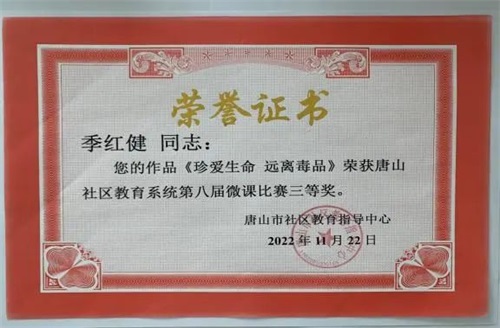 荣誉证书
季红健 同志：
您的作品《珍爱生命 远离毒品》荣获唐山
社区教育系统第八届微课比赛三等奖。
唐山市社区教育指导中心
2022 年 11 月 22 日